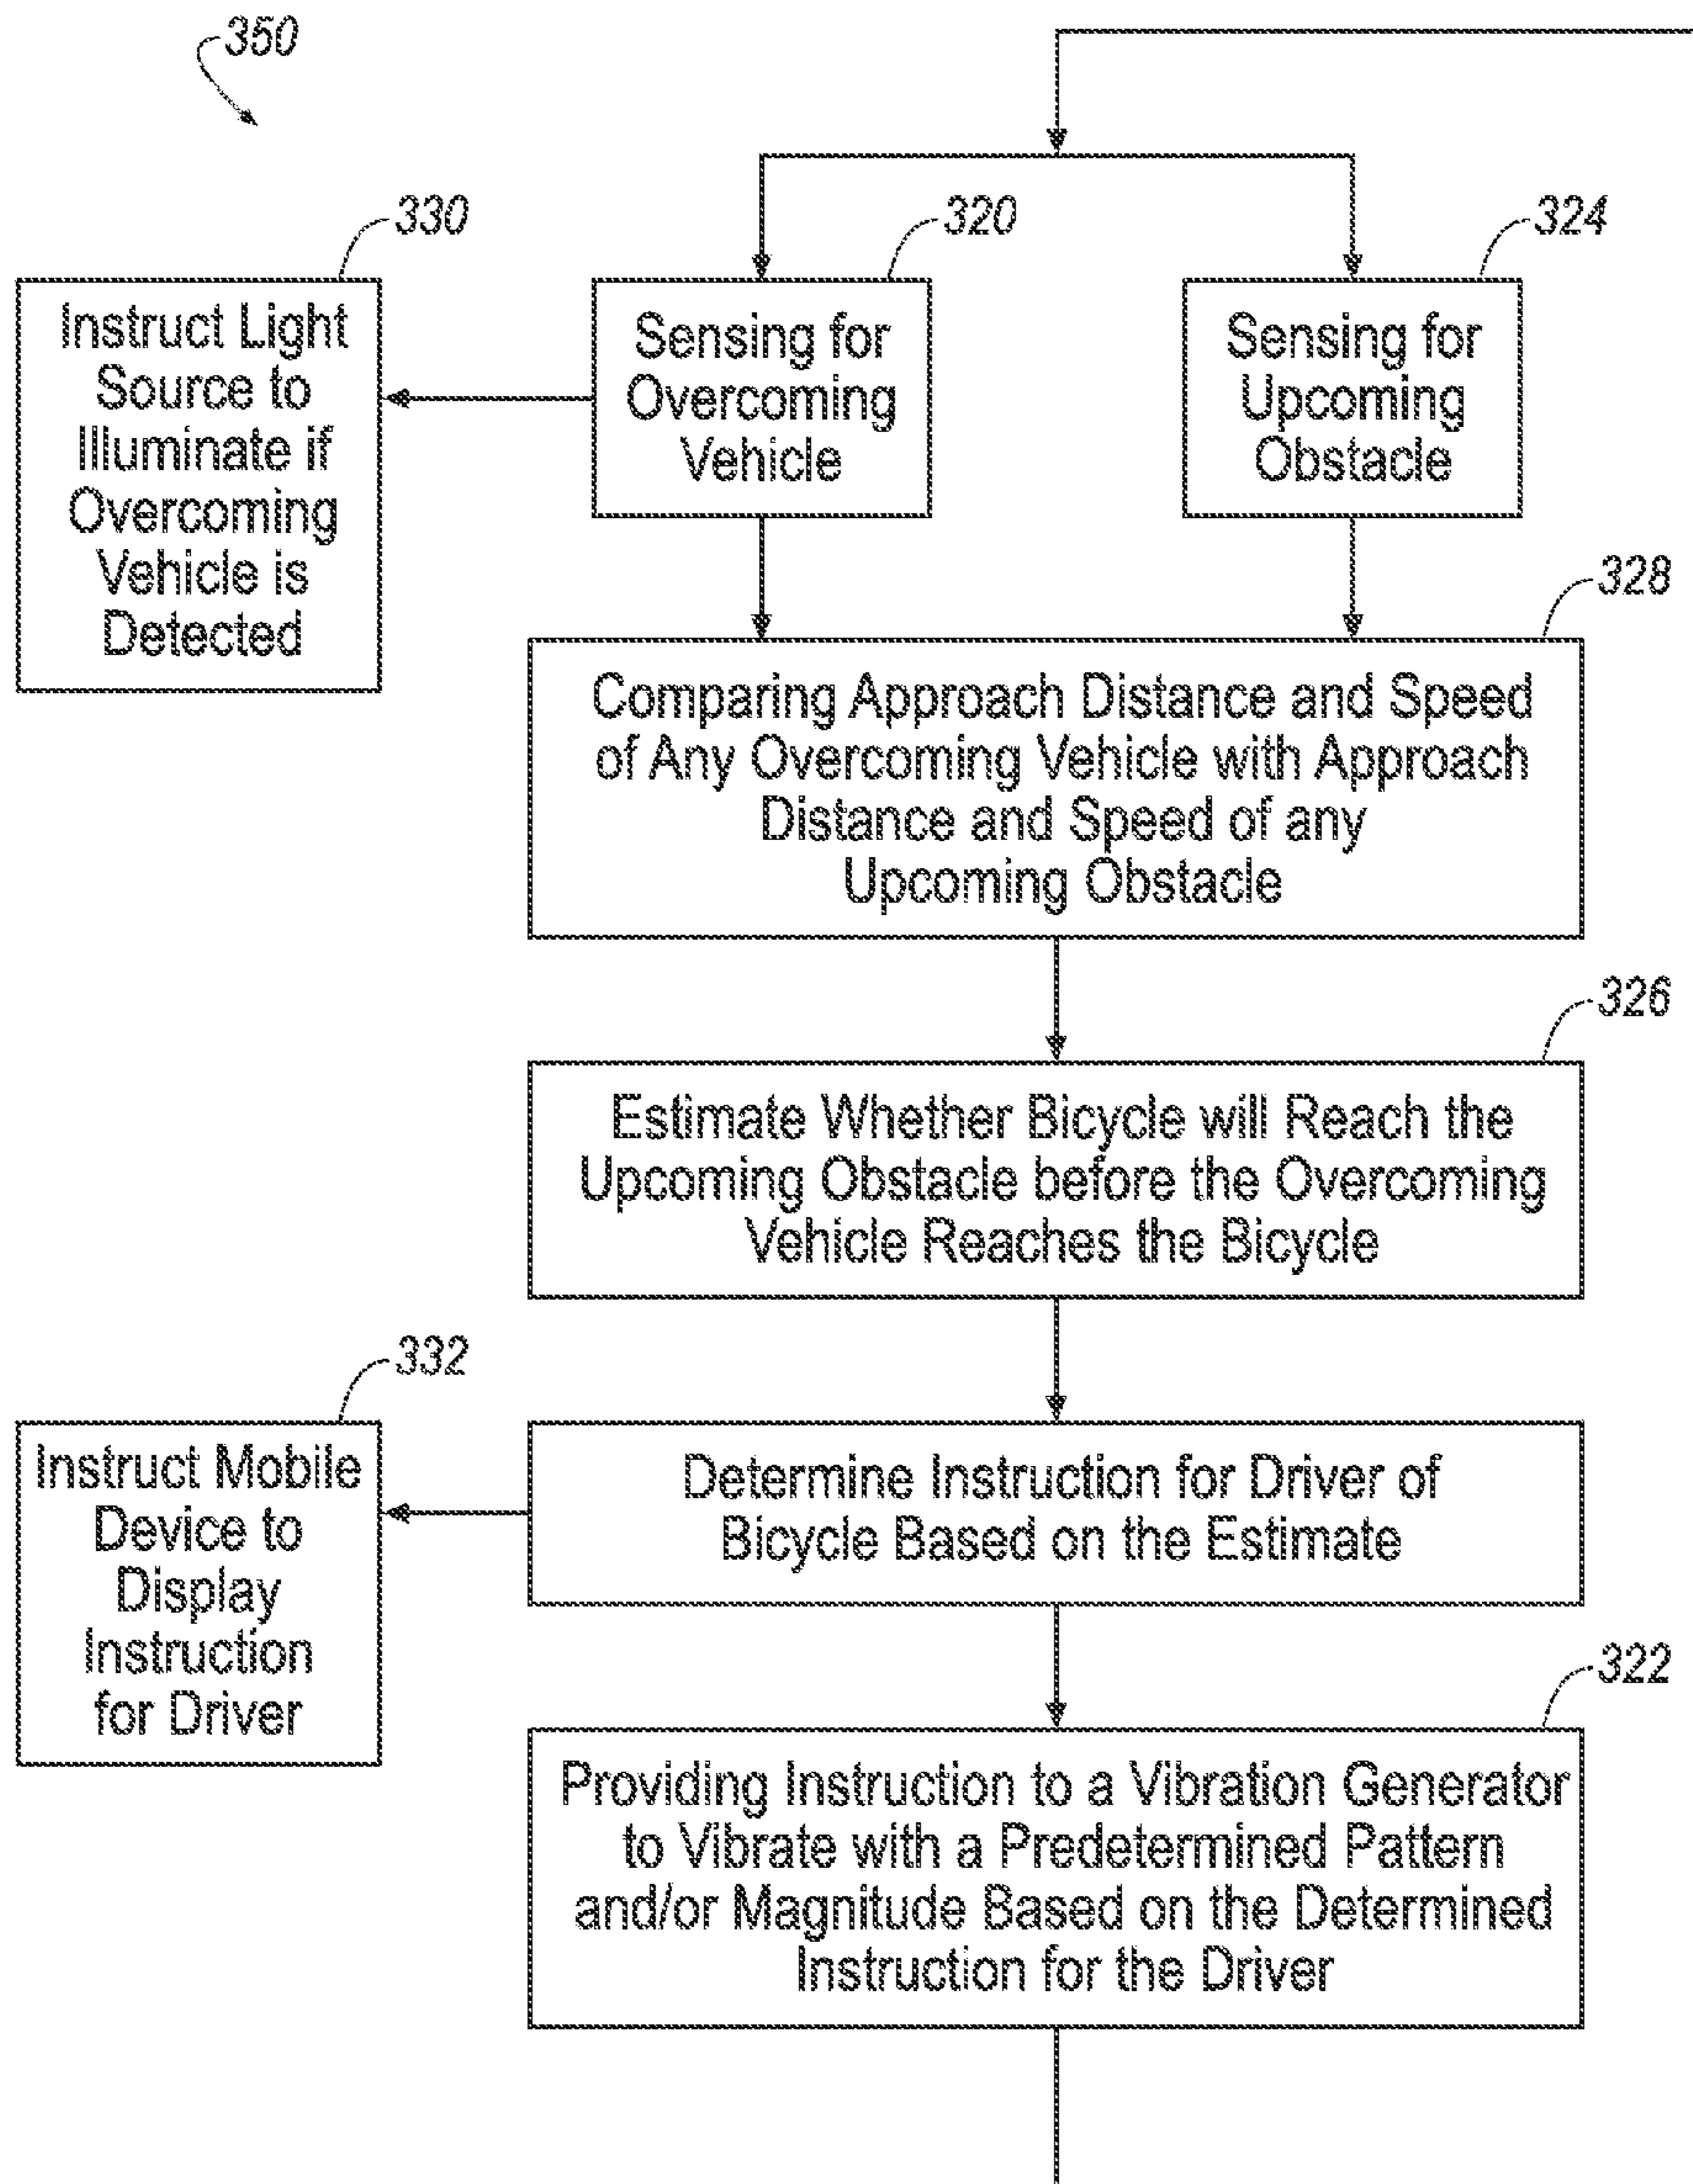 350
330
320
324
Instruct Light
Source to
Illuminate if
Overcoming
Vehicle is
Detected
Sensing for
Overcoming
Vehicle
Sensing for
Upcoming
Obstacle
328
Comparing Approach Distance and Speed
of Any Overcoming Vehicle with Approach
Distance and Speed of any
Upcoming Obstacle
326
Estimate Whether Bicycle will Reach the
Upcoming Obstacle before the Overcoming
Vehicle Reaches the Bicycle
332
Instruct Mobile
Device to
Display
Instruction
for Driver
Determine Instruction for Driver of
Bicycle Based on the Estimate
322
Providing Instruction to a Vibration Generator
to Vibrate with a Predetermined Pattern
and/or Magnitude Based on the Determined
Instruction for the Driver